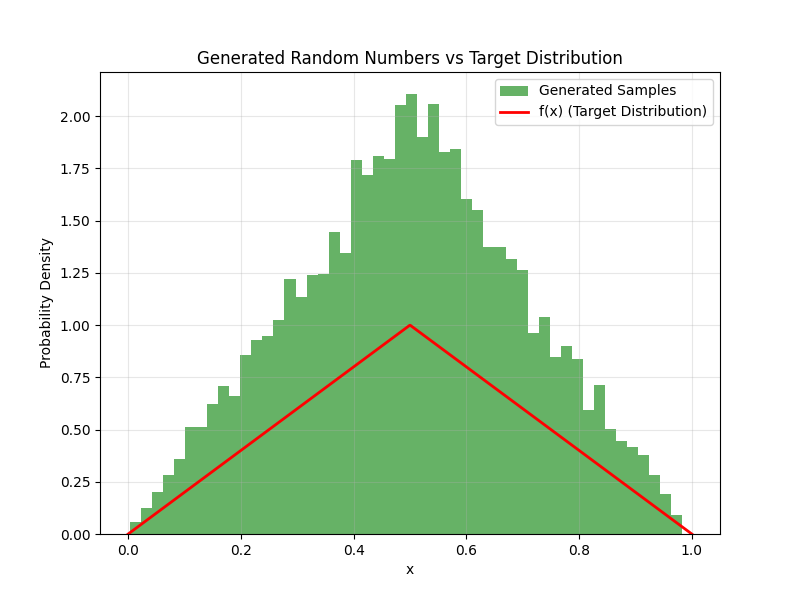 Generated Random Numbers vs Target Distribution
Generated Samples
f(x) (Target Distribution)
Probability Density
2.00
1.75
1.50
1.25
1.00
0.75
0.50
0.25
0.00
0.0 0.2 0.4 0.6 0.8 1.0
x